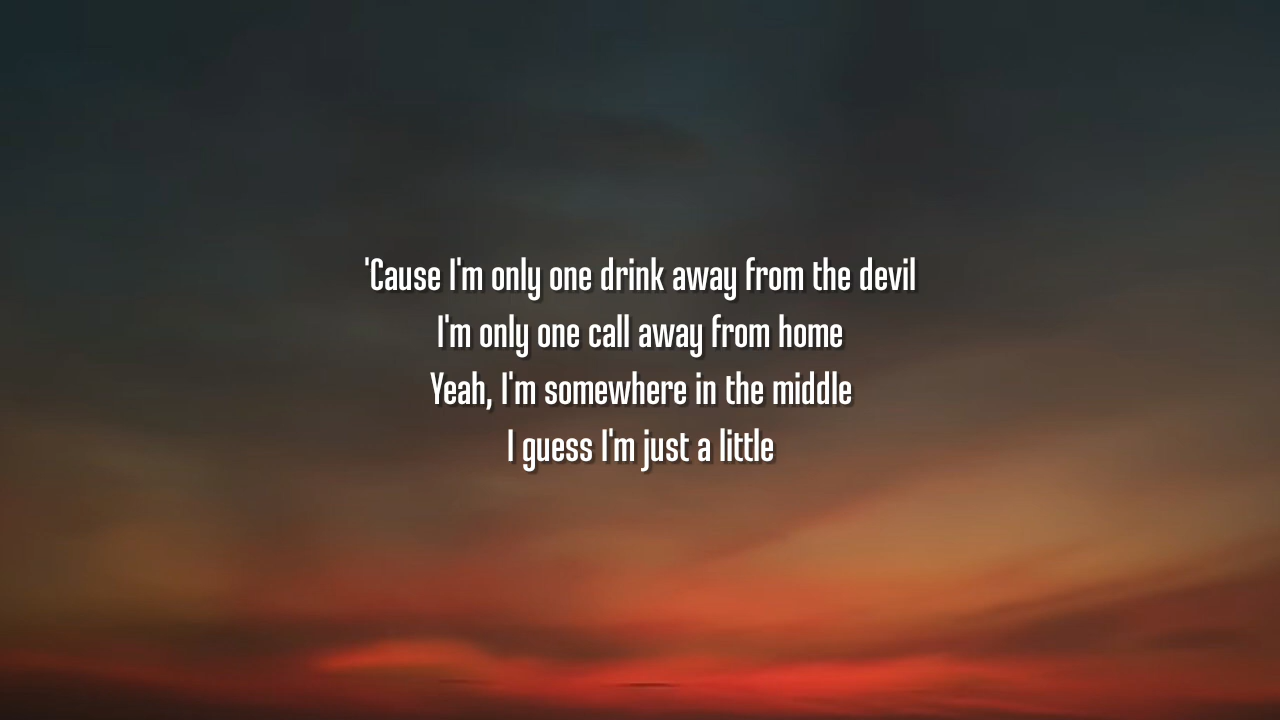 'Cause I'm only one drink away from the devil
I'm only one call away from home
Yeah, I'm somewhere in the middle
I guess I'm just a little